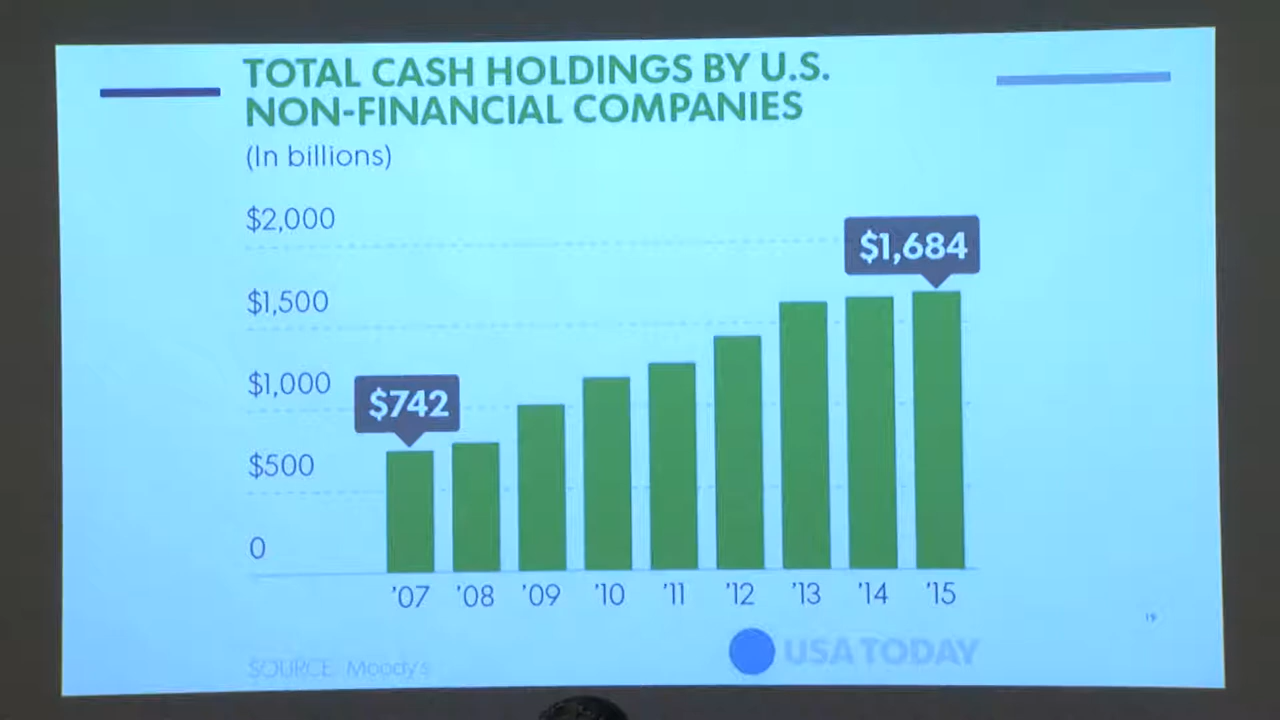 TOTAL CASH HOLDINGS BY U.S.
NON-FINANCIAL COMPANIES
(In billions)
$2,000
$1,684
$1,500
$1,000
$742
$500
0
'07 '08 '09 '10 '11 '12 '13 '14 '15
19
USA TODAY
SOURCE: Moody's